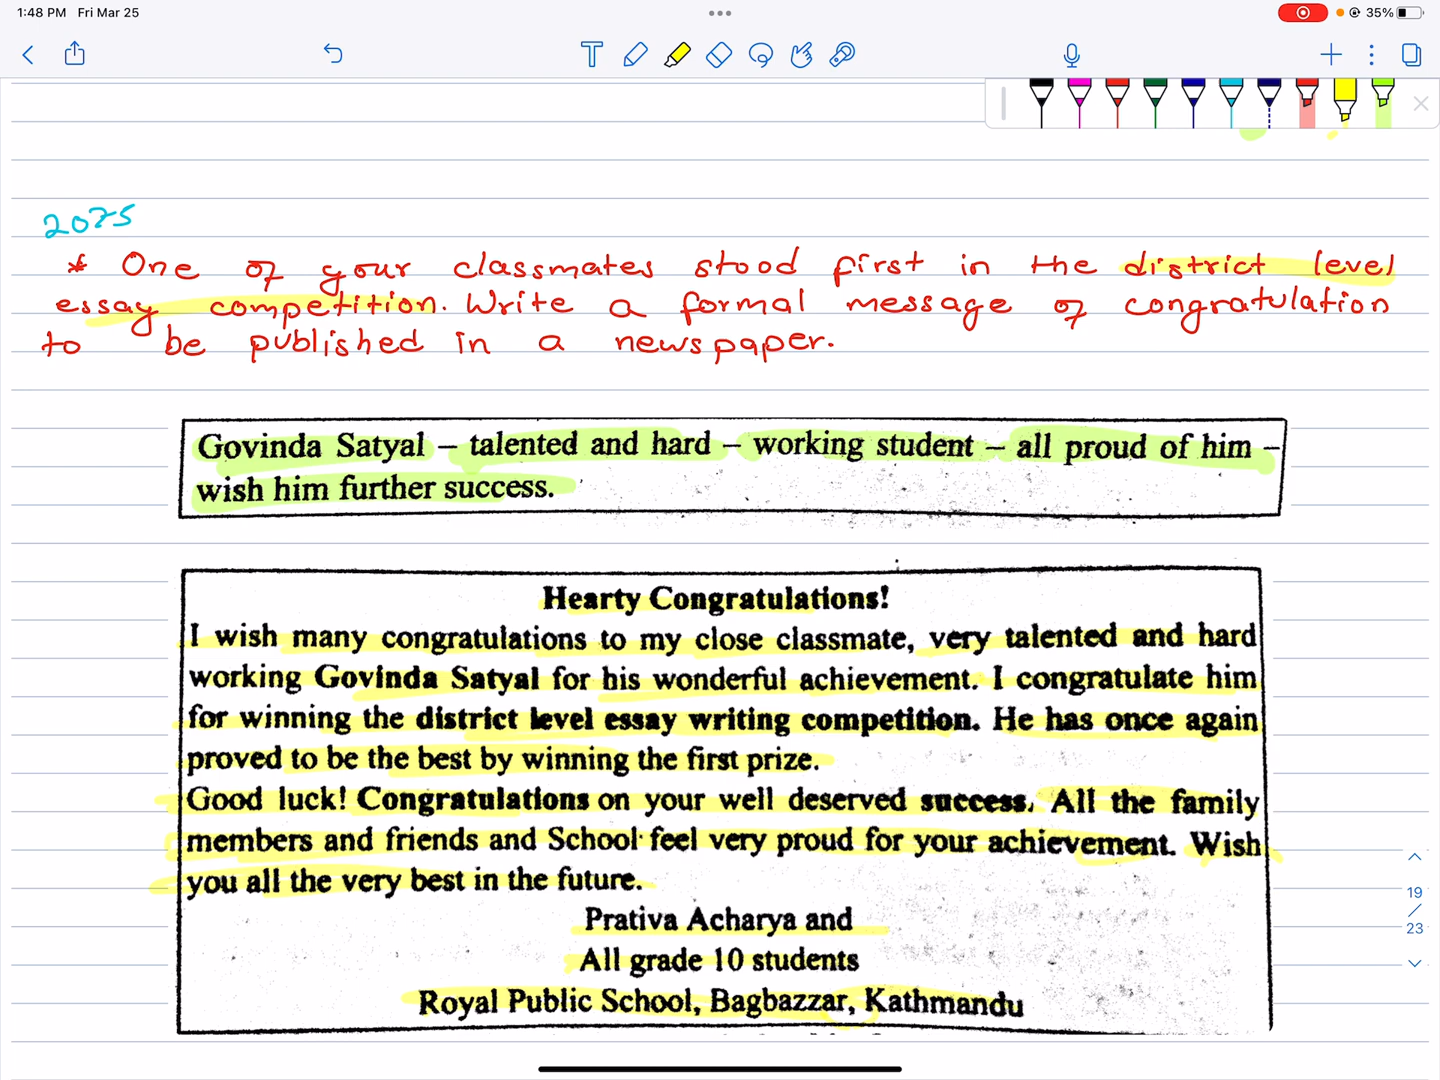 1:48 PM Fri Mar 25
35%
2075
* One of your classmates stood first in the district level
essay competition. Write a formal message of congratulation
to be published in a newspaper.
Govinda Satyal – talented and hard – working student – all proud of him –
wish him further success.
Hearty Congratulations!
I wish many congratulations to my close classmate, very talented and hard
working Govinda Satyal for his wonderful achievement. I congratulate him
for winning the district level essay writing competition. He has once again
proved to be the best by winning the first prize.
Good luck! Congratulations on your well deserved success. All the family
members and friends and School feel very proud for your achievement. Wish
you all the very best in the future.
Prativa Acharya and
All grade 10 students
Royal Public School, Bagbazzar, Kathmandu
19
/
23